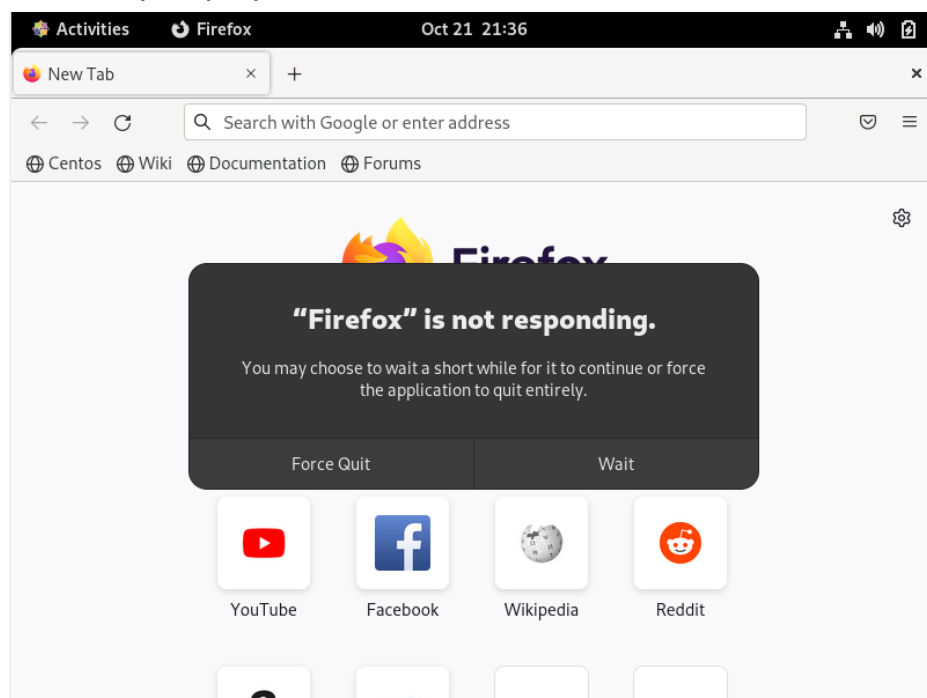 Activities Firefox Oct 21 21:36
New Tab
Search with Google or enter address
Centos Wiki Documentation Forums
Firefox
“Firefox” is not responding.
You may choose to wait a short while for it to continue or force
the application to quit entirely.
Force Quit Wait
YouTube Facebook Wikipedia Reddit